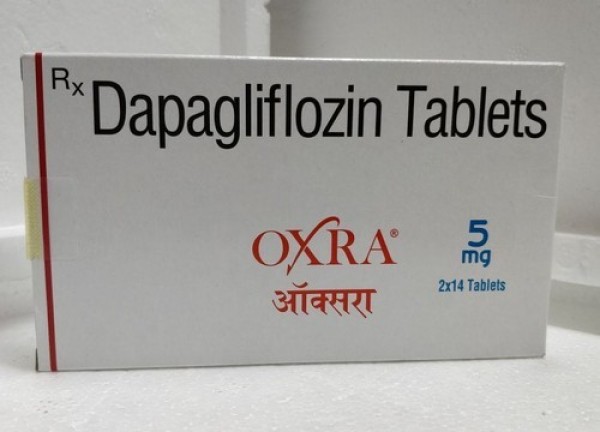 Rx Dapagliflozin Tablets
OXRA®
ऑक्सरा
5
mg
2x14 Tablets